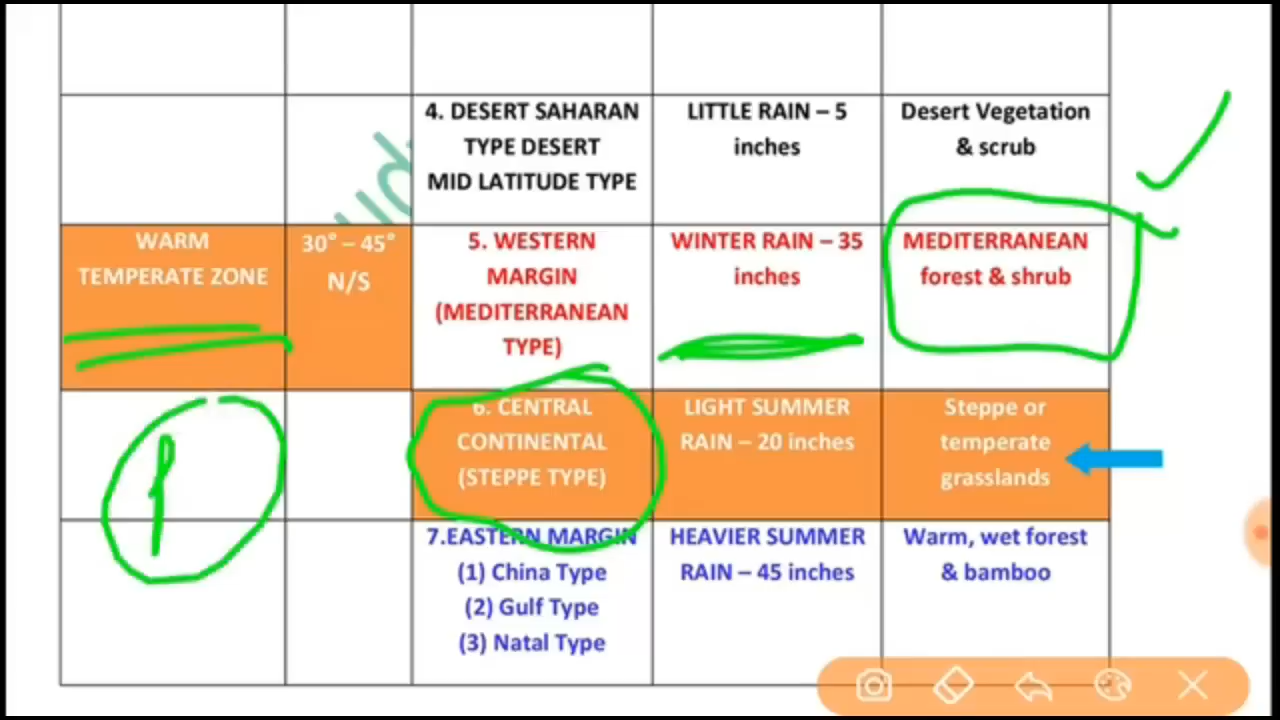 4. DESERT SAHARAN
TYPE DESERT
MID LATITUDE TYPE
LITTLE RAIN – 5
inches
Desert Vegetation
& scrub
WARM
TEMPERATE ZONE
30° – 45°
N/S
5. WESTERN
MARGIN
(MEDITERRANEAN
TYPE)
WINTER RAIN – 35
inches
MEDITERRANEAN
forest & shrub
6. CENTRAL
CONTINENTAL
(STEPPE TYPE)
LIGHT SUMMER
RAIN – 20 inches
Steppe or
temperate
grasslands
7.EASTERN MARGIN
(1) China Type
(2) Gulf Type
(3) Natal Type
HEAVIER SUMMER
RAIN – 45 inches
Warm, wet forest
& bamboo